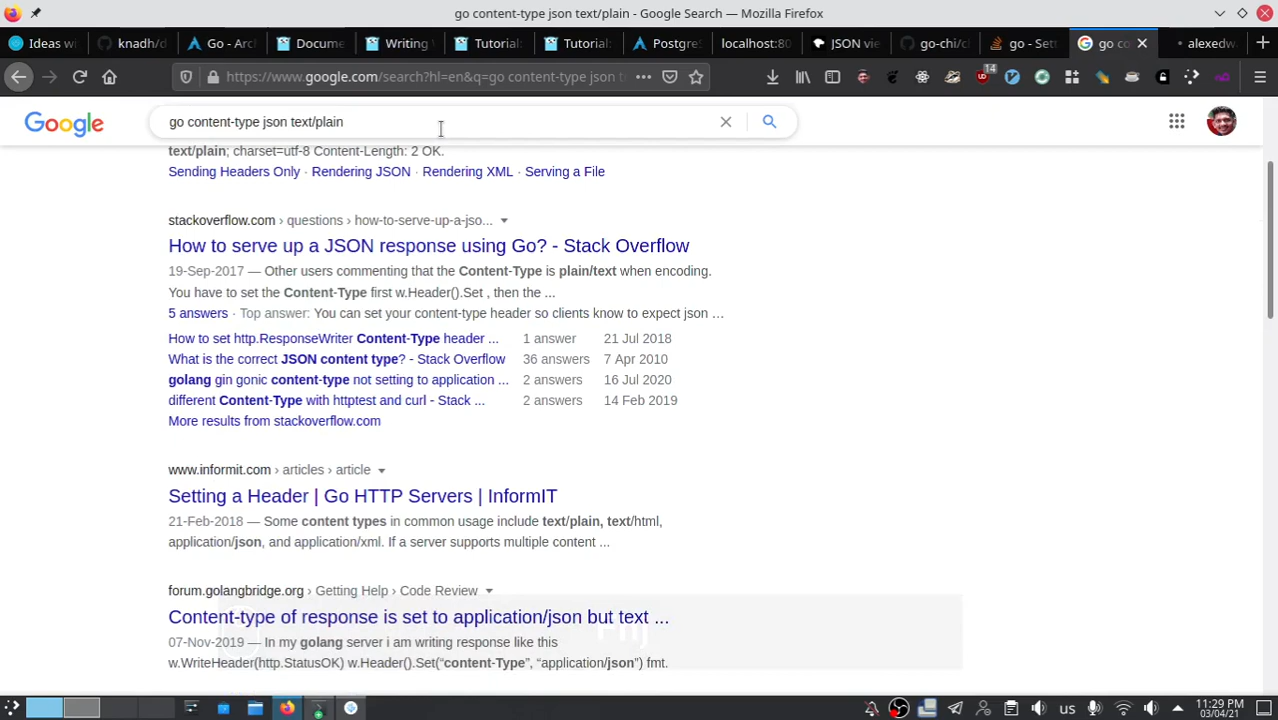 go content-type json text/plain - Google Search — Mozilla Firefox
Ideas w
knadh/d
Go - Arc
Docume
Writing
Tutorial:
Tutorial:
Postgre
localhost:80
JSON vie
go-chi/c
go - Set
go co
alexedw
https://www.google.com/search?hl=en&q=go content-type json t
14
Google
go content-type json text/plain
text/plain; charset=utf-8 Content-Length: 2 OK.
Sending Headers Only · Rendering JSON · Rendering XML · Serving a File
stackoverflow.com › questions › how-to-serve-up-a-jso...
How to serve up a JSON response using Go? - Stack Overflow
19-Sep-2017 — Other users commenting that the Content-Type is plain/text when encoding.
You have to set the Content-Type first w.Header().Set , then the ...
5 answers · Top answer: You can set your content-type header so clients know to expect json …
How to set http.ResponseWriter Content-Type header ... 1 answer 21 Jul 2018
What is the correct JSON content type? - Stack Overflow 36 answers 7 Apr 2010
golang gin gonic content-type not setting to application ... 2 answers 16 Jul 2020
different Content-Type with httptest and curl - Stack ... 2 answers 14 Feb 2019
More results from stackoverflow.com
www.informit.com › articles › article
Setting a Header | Go HTTP Servers | InformIT
21-Feb-2018 — Some content types in common usage include text/plain, text/html,
application/json, and application/xml. If a server supports multiple content ...
forum.golangbridge.org › Getting Help › Code Review
Content-type of response is set to application/json but text ...
07-Nov-2019 — In my golang server i am writing response like this
w.WriteHeader(http.StatusOK) w.Header().Set("content-Type", "application/json") fmt.
us
11:29 PM
03/04/21